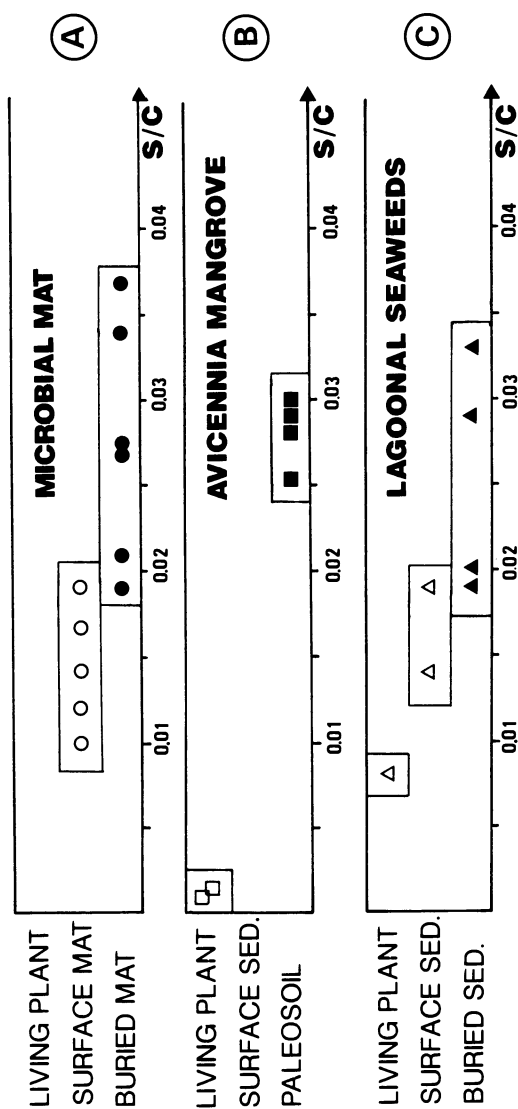 A
MICROBIAL MAT
LIVING PLANT
SURFACE MAT
BURIED MAT
0.01 0.02 0.03 0.04 S/C
B
AVICENNIA MANGROVE
LIVING PLANT
SURFACE SED.
PALEOSOIL
0.01 0.02 0.03 0.04 S/C
C
LAGOONAL SEAWEEDS
LIVING PLANT
SURFACE SED.
BURIED SED.
0.01 0.02 0.03 0.04 S/C